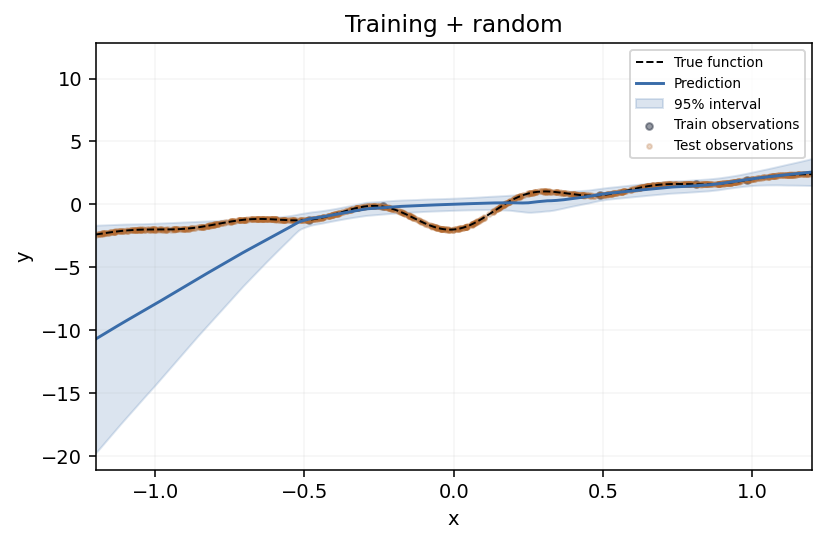 Training + random
True function
Prediction
95% interval
Train observations
Test observations
10
5
0
−5
−10
−15
−20
y
−1.0 −0.5 0.0 0.5 1.0
x